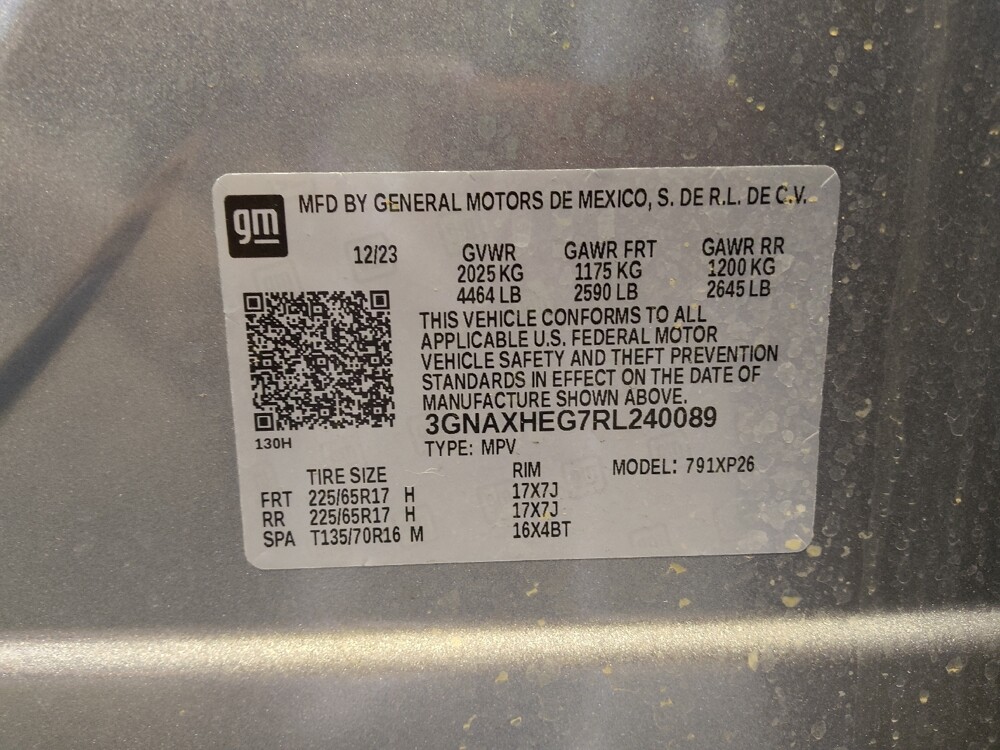 gm
MFD BY GENERAL MOTORS DE MEXICO, S. DE R.L. DE C.V.
12/23 GVWR GAWR FRT GAWR RR
2025 KG 1175 KG 1200 KG
4464 LB 2590 LB 2645 LB
THIS VEHICLE CONFORMS TO ALL
APPLICABLE U.S. FEDERAL MOTOR
VEHICLE SAFETY AND THEFT PREVENTION
STANDARDS IN EFFECT ON THE DATE OF
MANUFACTURE SHOWN ABOVE.
3GNAXHEG7RL240089
130H
TYPE: MPV
TIRE SIZE RIM MODEL: 791XP26
FRT 225/65R17 H 17X7J
RR 225/65R17 H 17X7J
SPA T135/70R16 M 16X4BT